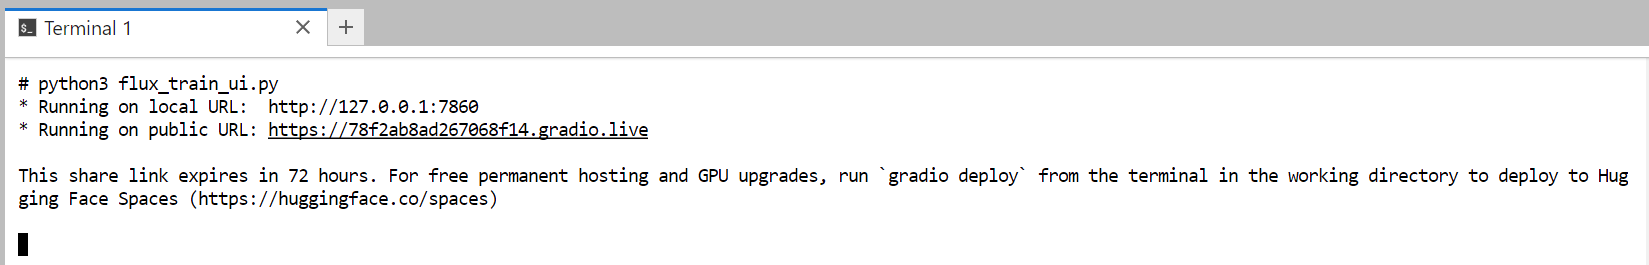 Terminal 1
# python3 flux_train_ui.py
* Running on local URL:  http://127.0.0.1:7860
* Running on public URL: https://78f2ab8ad267068f14.gradio.live
This share link expires in 72 hours. For free permanent hosting and GPU upgrades, run `gradio deploy` from the terminal in the working directory to deploy to Hug
ging Face Spaces (https://huggingface.co/spaces)